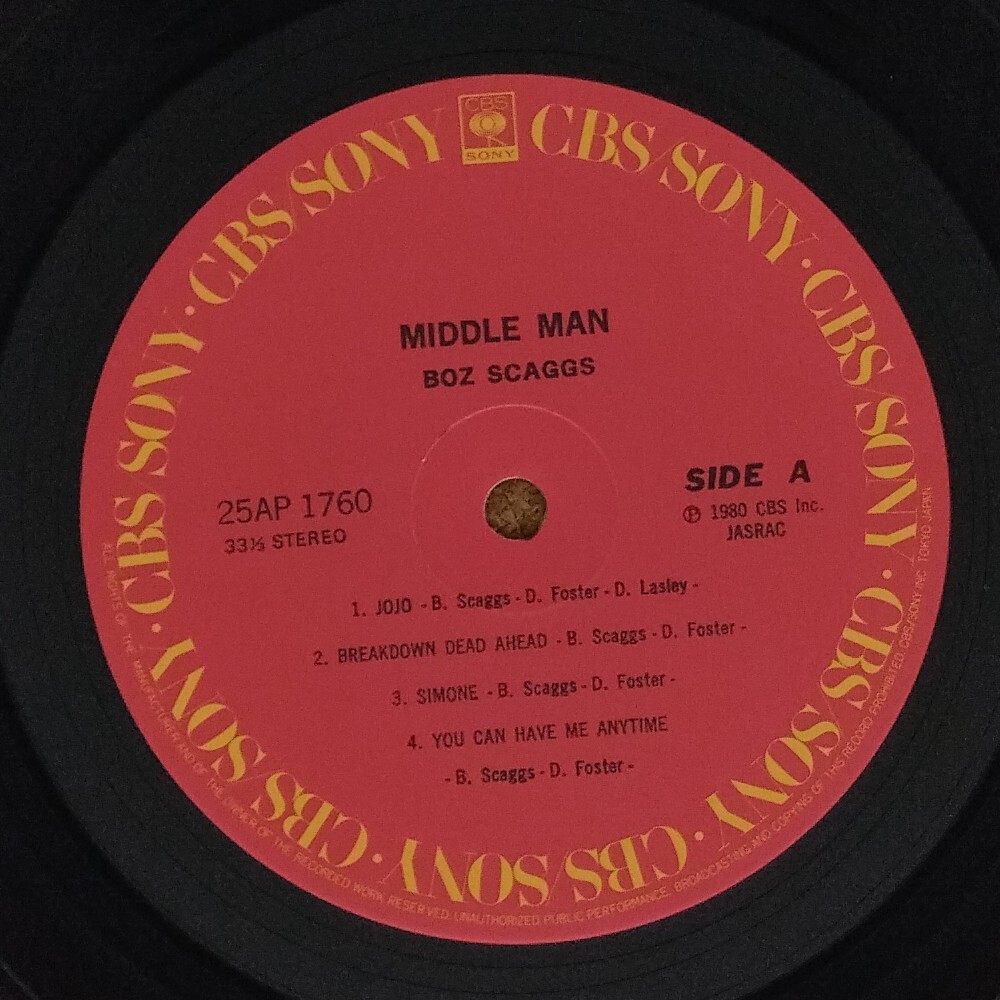 CBS
SONY
CBS/SONY · CBS/SONY · CBS/SONY · CBS/SONY · CBS/SONY · CBS/SONY · CBS/SONY
MIDDLE MAN
BOZ SCAGGS
25AP 1760
33⅓ STEREO
SIDE A
Ⓟ 1980 CBS Inc.
JASRAC
1. JOJO - B. Scaggs - D. Foster - D. Lasley -
2. BREAKDOWN DEAD AHEAD - B. Scaggs - D. Foster -
3. SIMONE - B. Scaggs - D. Foster -
4. YOU CAN HAVE ME ANYTIME
- B. Scaggs - D. Foster -
ALL RIGHTS OF THE MANUFACTURER AND OF THE OWNER OF THE RECORDED WORK RESERVED. UNAUTHORIZED PUBLIC PERFORMANCE, BROADCASTING AND COPYING OF THIS RECORD PROHIBITED. CBS/SONY INC. TOKYO JAPAN